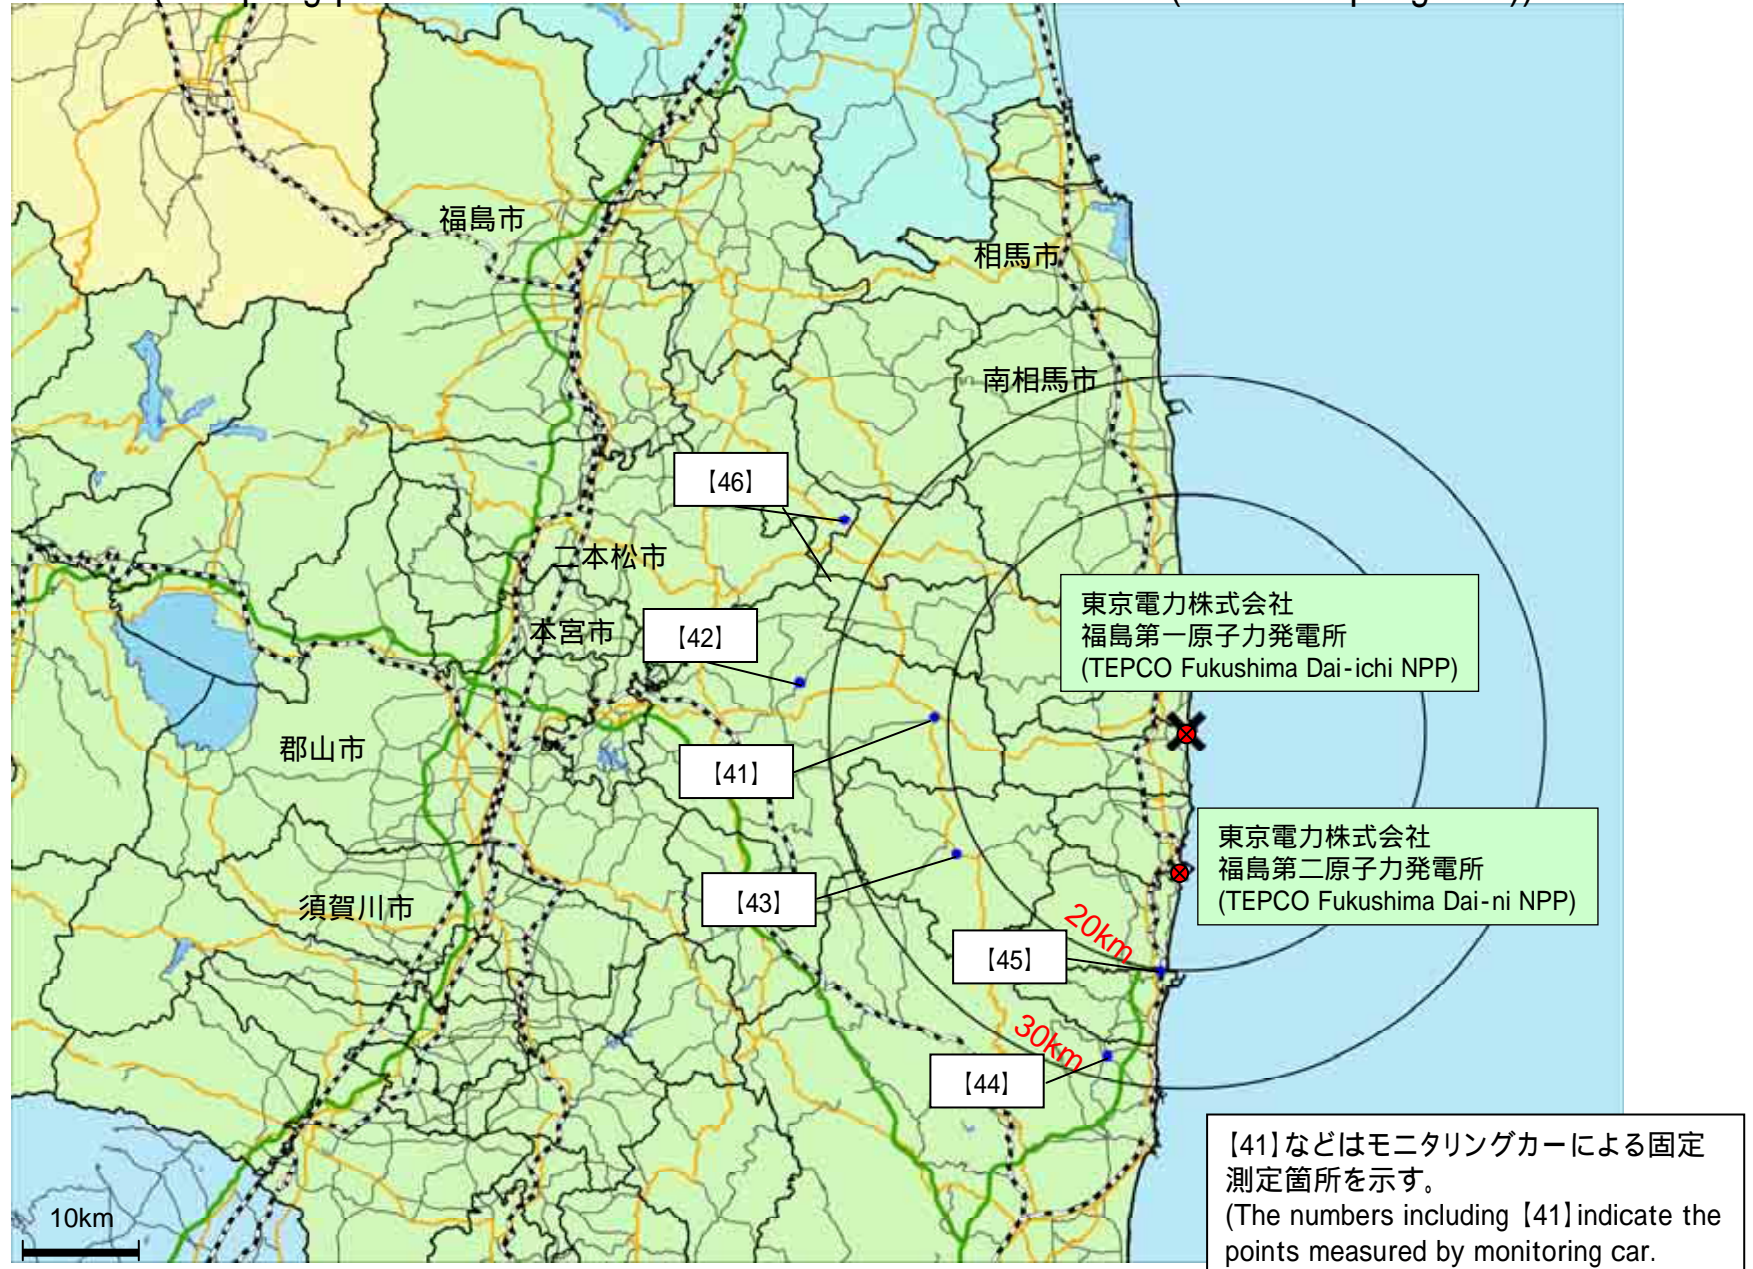 福島市
相馬市
南相馬市
【46】
二本松市
本宮市
【42】
東京電力株式会社
福島第一原子力発電所
(TEPCO Fukushima Dai-ichi NPP)
郡山市
【41】
東京電力株式会社
福島第二原子力発電所
(TEPCO Fukushima Dai-ni NPP)
須賀川市
【43】
20km
【45】
30km
【44】
【41】などはモニタリングカーによる固定
測定箇所を示す。
(The numbers including 【41】indicate the
points measured by monitoring car.
10km